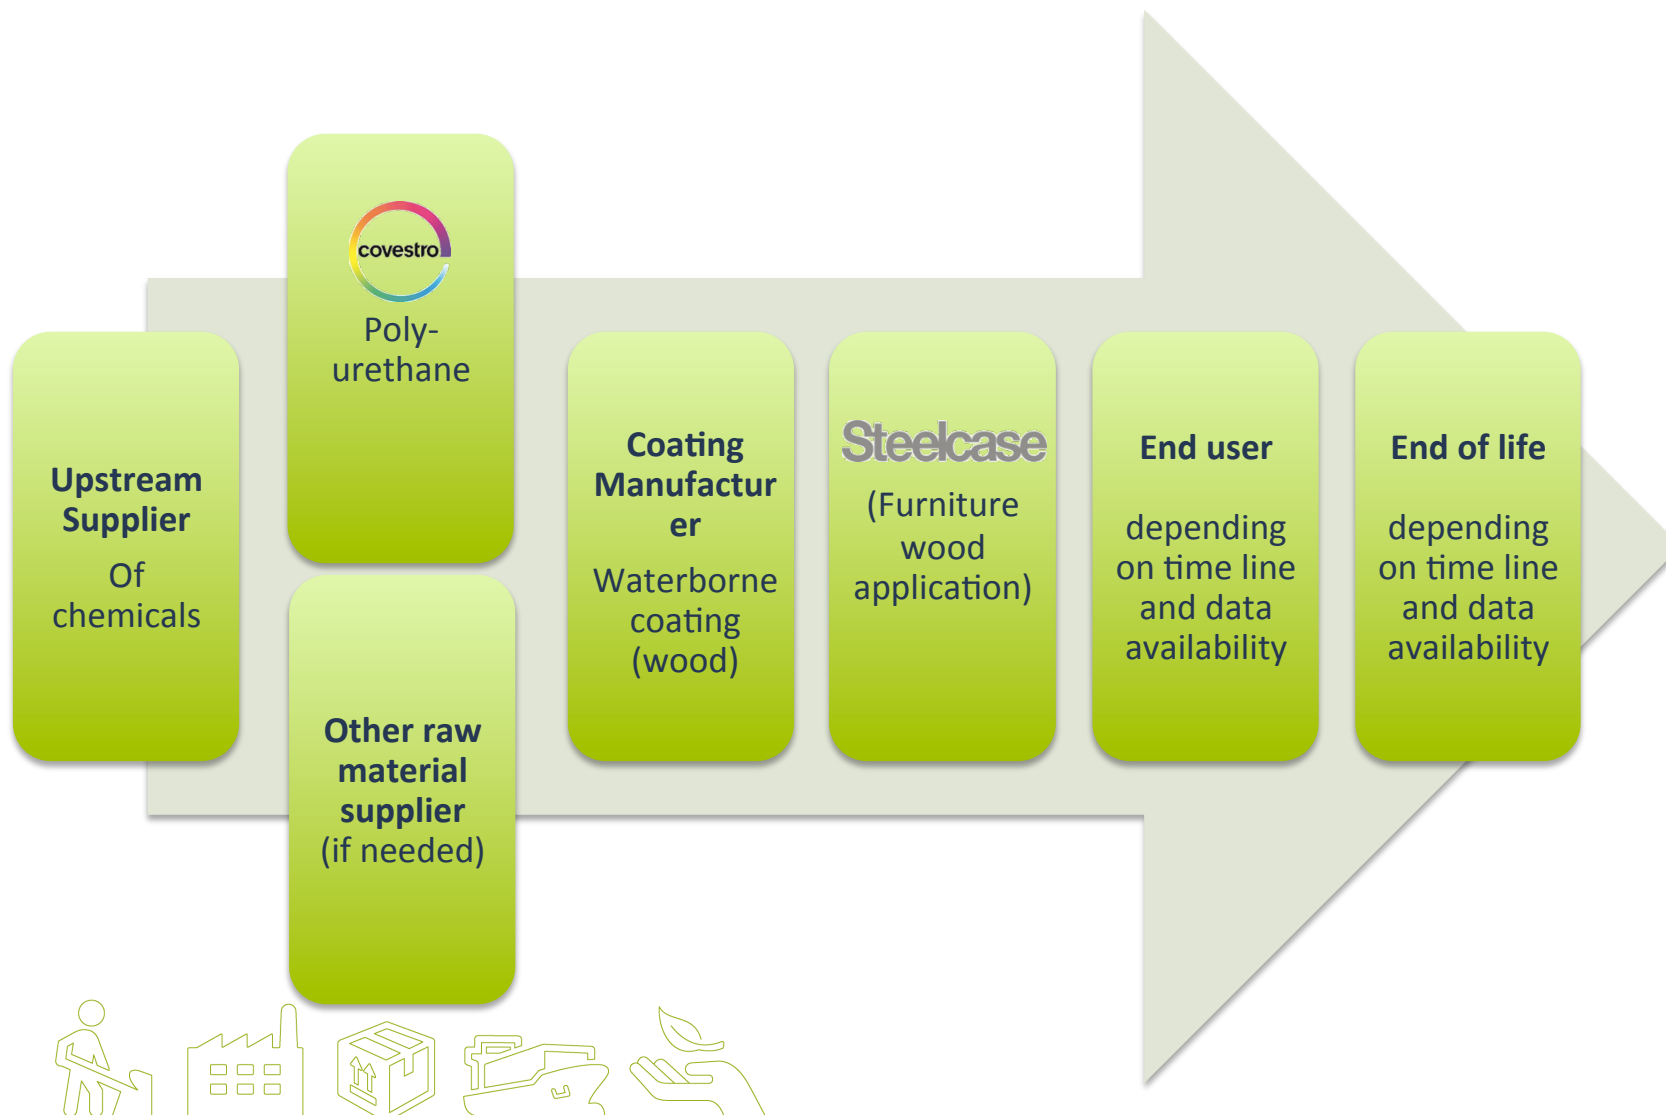 Upstream
Supplier
Of
chemicals
covestro
Poly-
urethane
Other raw
material
supplier
(if needed)
Coating
Manufactur
er
Waterborne
coating
(wood)
Steelcase
(Furniture
wood
application)
End user
depending
on time line
and data
availability
End of life
depending
on time line
and data
availability